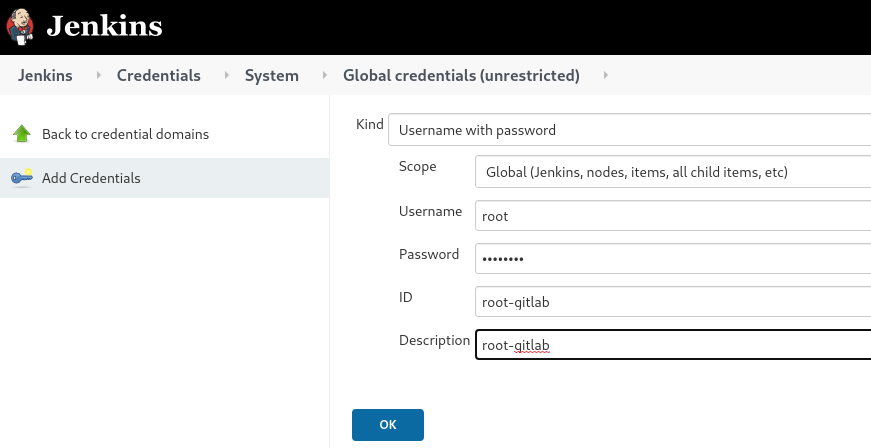 Jenkins
Jenkins Credentials System Global credentials (unrestricted)
Back to credential domains
Add Credentials
Kind Username with password
Scope Global (Jenkins, nodes, items, all child items, etc)
Username root
Password ••••••••
ID root-gitlab
Description root-gitlab
OK